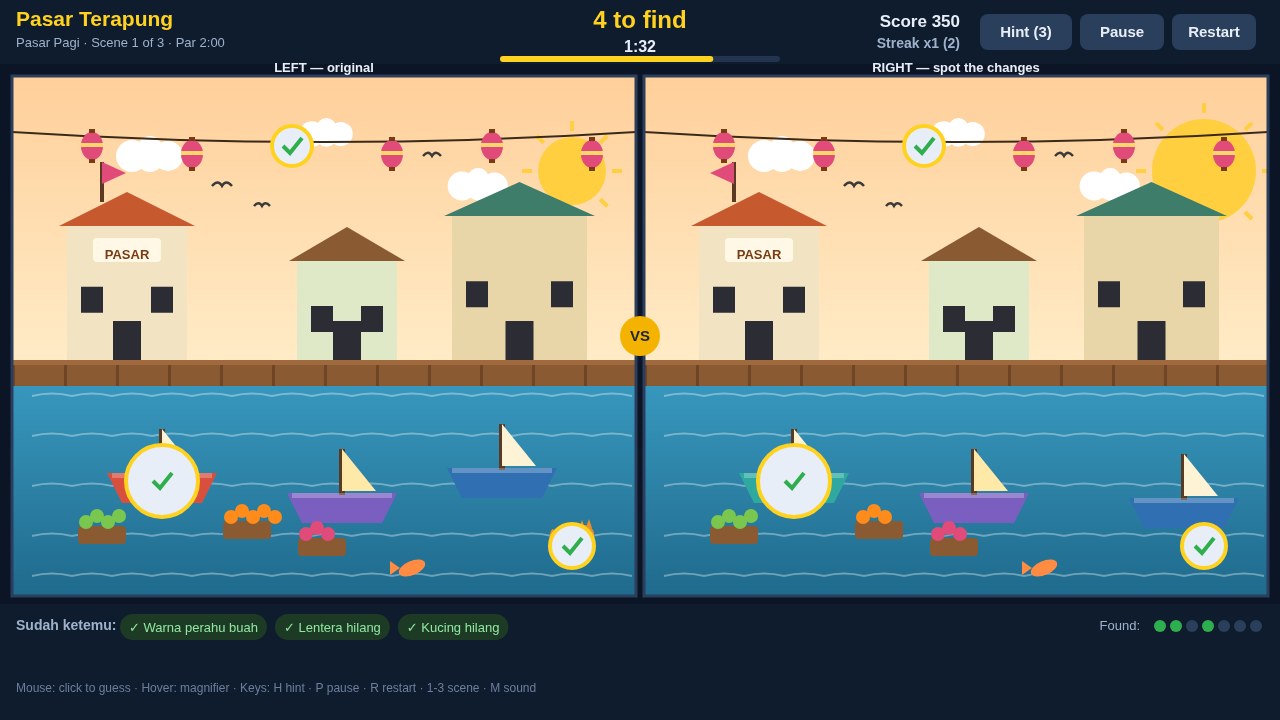 Pasar Terapung
Pasar Pagi · Scene 1 of 3 · Par 2:00
4 to find
1:32
Score 350
Streak x1 (2)
Hint (3)
Pause
Restart
LEFT — original
RIGHT — spot the changes
PASAR
PASAR
VS
Sudah ketemu:
✓ Warna perahu buah
✓ Lentera hilang
✓ Kucing hilang
Found:
Mouse: click to guess · Hover: magnifier · Keys: H hint · P pause · R restart · 1-3 scene · M sound